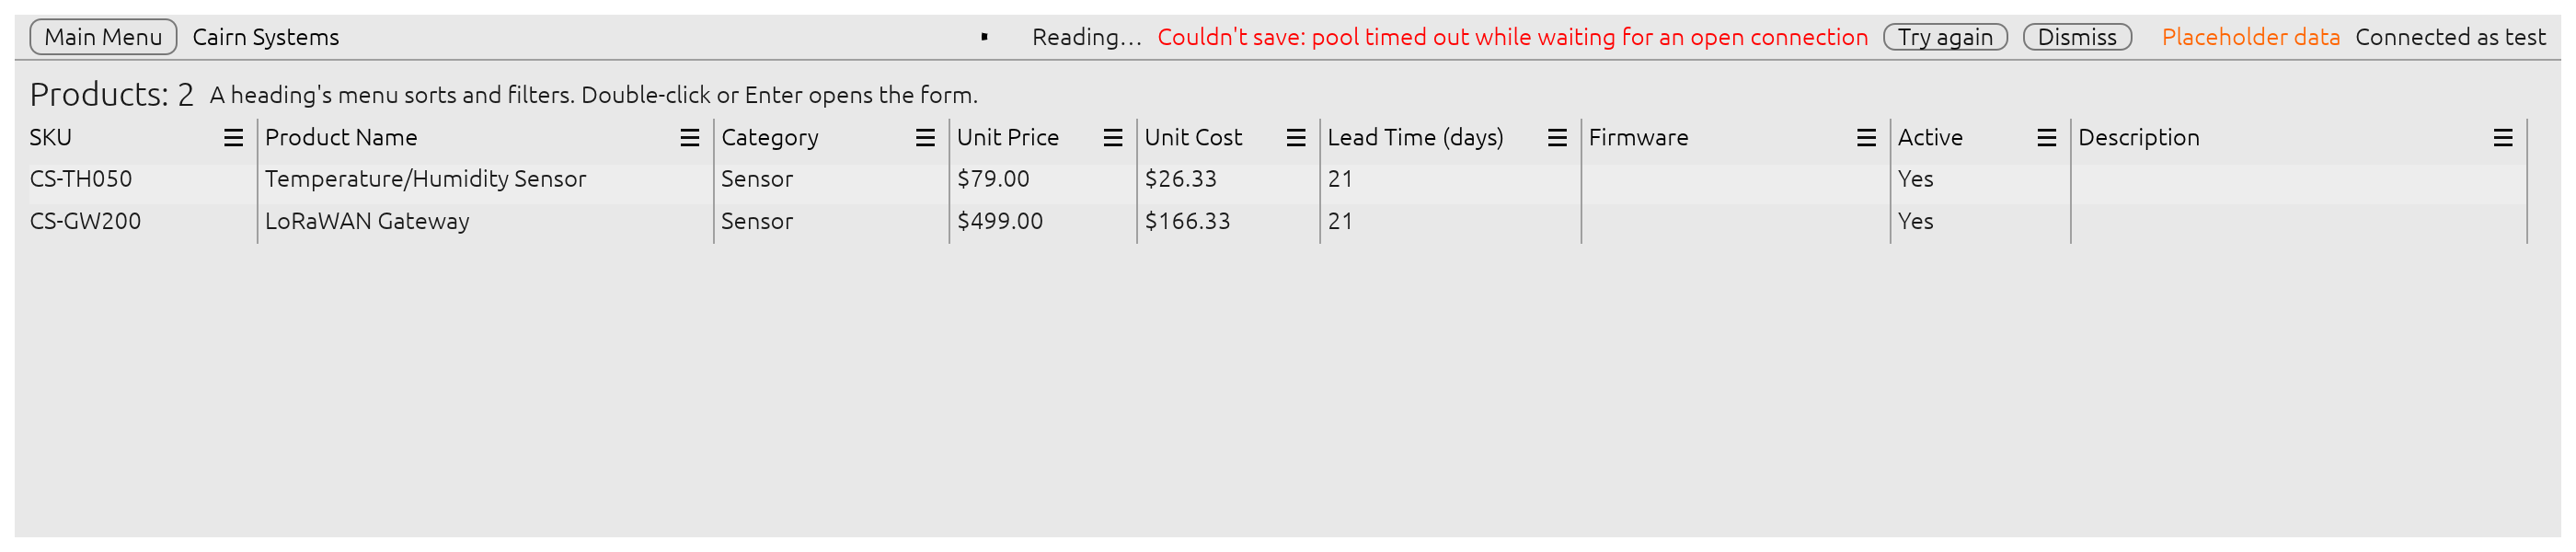 Main Menu Cairn Systems Reading... Couldn't save: pool timed out while waiting for an open connection Try again Dismiss Placeholder data Connected as test
Products: 2 A heading's menu sorts and filters. Double-click or Enter opens the form.
SKU Product Name Category Unit Price Unit Cost Lead Time (days) Firmware Active Description
CS-TH050 Temperature/Humidity Sensor Sensor $79.00 $26.33 21 Yes
CS-GW200 LoRaWAN Gateway Sensor $499.00 $166.33 21 Yes